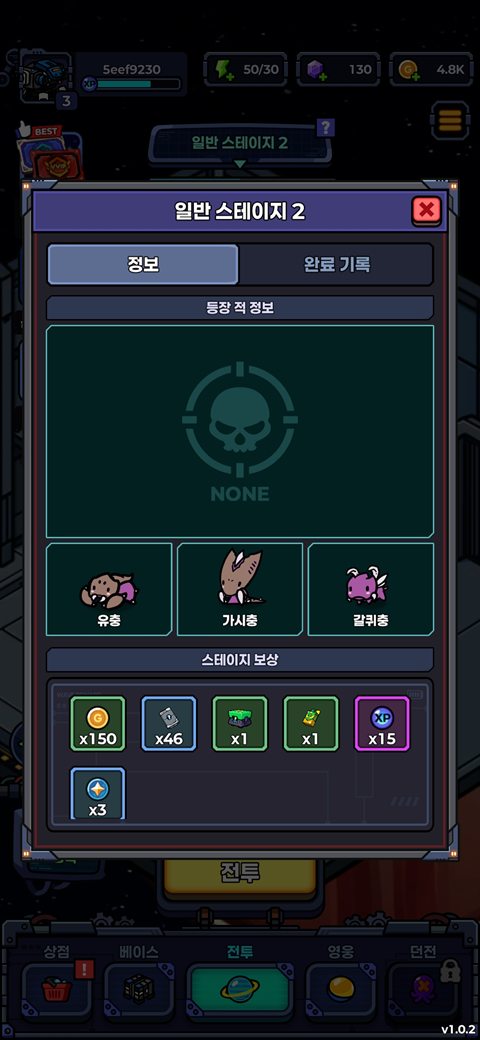 5eef9230
XP
50/30
130
G
4.8K
3
BEST
VVIP
일반 스테이지 2
?
일반 스테이지 2
정보
완료 기록
등장 적 정보
NONE
유충
가시충
갈퀴충
스테이지 보상
G
XP
x150
x46
x1
x1
x15
x3
전투
상점
베이스
전투
영웅
던전
!
v1.0.2